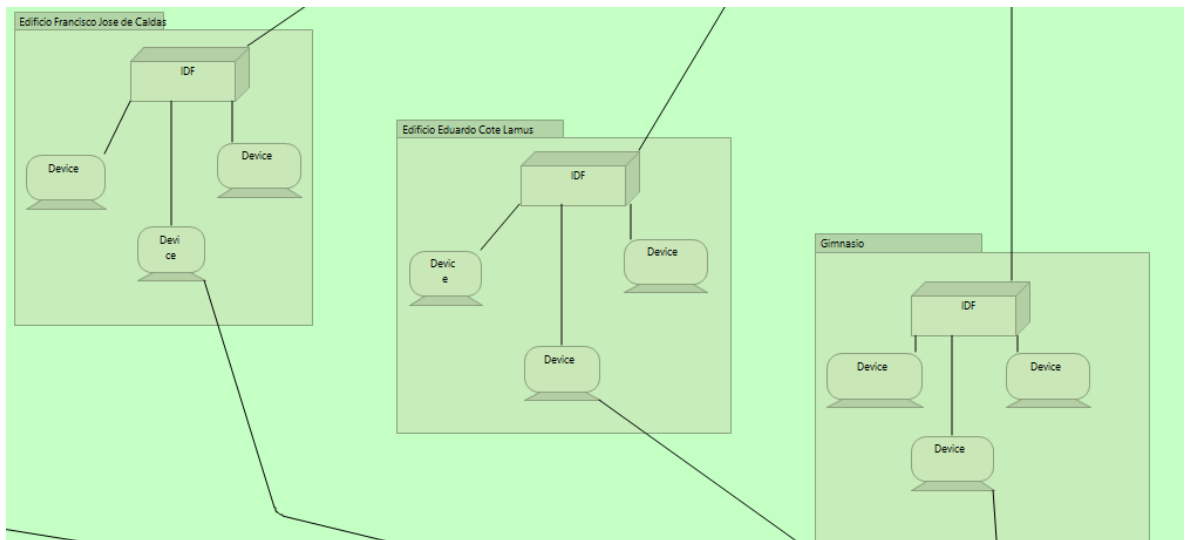 Edificio Francisco Jose de Caldas
IDF
Device
Device
Devi
ce
Edificio Eduardo Cote Lamus
IDF
Devic
e
Device
Device
Gimnasio
IDF
Device
Device
Device